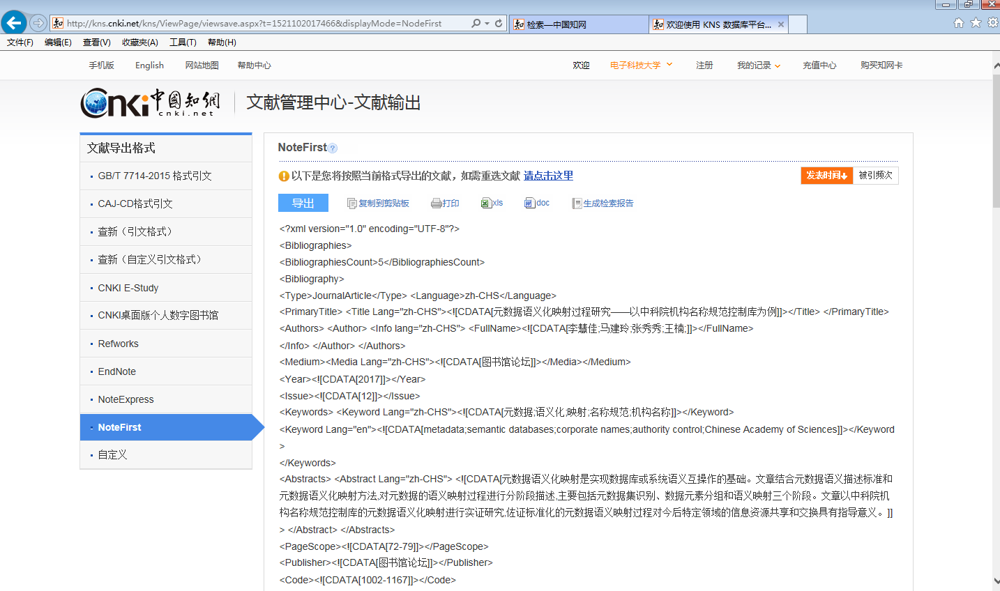 http://kns.cnki.net/kns/ViewPage/viewsave.aspx?t=1521102017466&displayMode=NodeFirst
检索—中国知网
欢迎使用 KNS 数据库平台...
文件(F) 编辑(E) 查看(V) 收藏夹(A) 工具(T) 帮助(H)
手机版 English 网站地图 帮助中心 欢迎 电子科技大学 注册 我的记录 充值中心 购买知网卡
Cnki 中國知網
cnki.net
文献管理中心-文献输出
文献导出格式
GB/T 7714-2015 格式引文
CAJ-CD格式引文
查新（引文格式）
查新（自定义引文格式）
CNKI E-Study
CNKI桌面版个人数字图书馆
Refworks
EndNote
NoteExpress
NoteFirst
自定义
NoteFirst ?
以下是您将按照当前格式导出的文献，如需重选文献 请点击这里
发表时间 被引频次
导出 复制到剪贴板 打印 xls doc 生成检索报告
<?xml version="1.0" encoding="UTF-8"?>
<Bibliographies>
<BibliographiesCount>5</BibliographiesCount>
<Bibliography>
<Type>JournalArticle</Type> <Language>zh-CHS</Language>
<PrimaryTitle> <Title Lang="zh-CHS"><![CDATA[元数据语义化映射过程研究——以中科院机构名称规范控制库为例]]></Title> </PrimaryTitle>
<Authors> <Author> <Info lang="zh-CHS"> <FullName><![CDATA[李慧佳;马建玲;张秀秀;王楠;]]></FullName>
</Info> </Author> </Authors>
<Medium><Media Lang="zh-CHS"><![CDATA[图书馆论坛]]></Media></Medium>
<Year><![CDATA[2017]]></Year>
<Issue><![CDATA[12]]></Issue>
<Keywords> <Keyword Lang="zh-CHS"><![CDATA[元数据;语义化;映射;名称规范;机构名称]]></Keyword>
<Keyword Lang="en"><![CDATA[metadata;semantic databases;corporate names;authority control;Chinese Academy of Sciences]]></Keyword
>
</Keywords>
<Abstracts> <Abstract Lang="zh-CHS"> <![CDATA[元数据语义化映射是实现数据库或系统语义互操作的基础。文章结合元数据语义描述标准和
元数据语义化映射方法,对元数据的语义映射过程进行分阶段描述,主要包括元数据集识别、数据元素分组和语义映射三个阶段。文章以中科院机
构名称规范控制库的元数据语义化映射进行实证研究,佐证标准化的元数据语义映射过程对今后特定领域的信息资源共享和交换具有指导意义。]]
> </Abstract> </Abstracts>
<PageScope><![CDATA[72-79]]></PageScope>
<Publisher><![CDATA[图书馆论坛]]></Publisher>
<Code><![CDATA[1002-1167]]></Code>